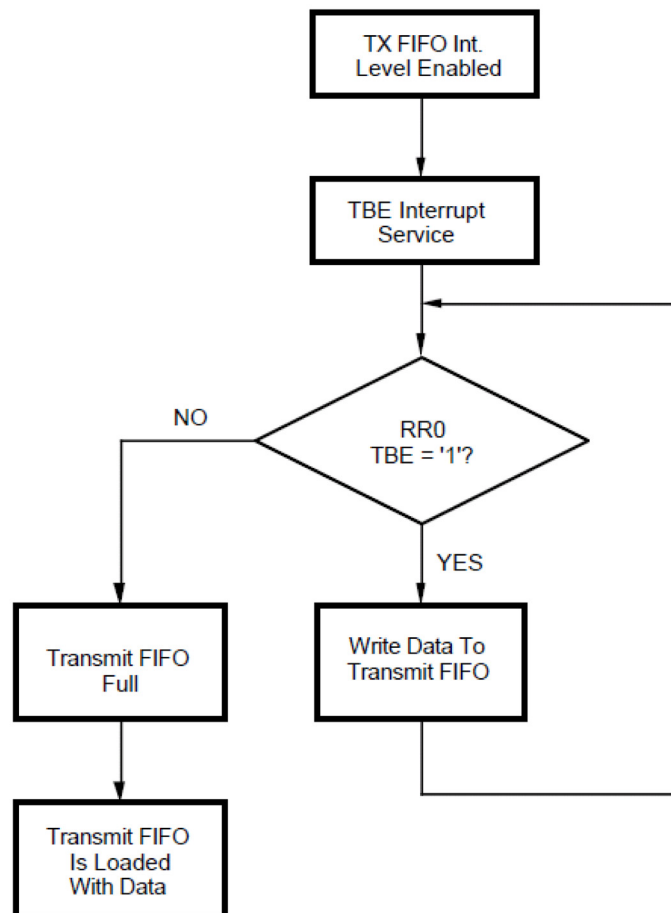 TX FIFO Int.
Level Enabled
TBE Interrupt
Service
RR0
TBE = '1'?
NO
YES
Transmit FIFO
Full
Write Data To
Transmit FIFO
Transmit FIFO
Is Loaded
With Data